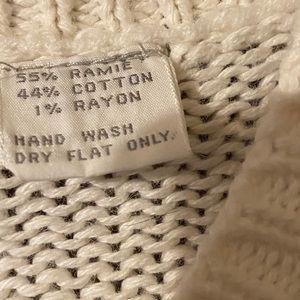 55% RAMIE
44% COTTON
1% RAYON
HAND WASH
DRY FLAT ONLY